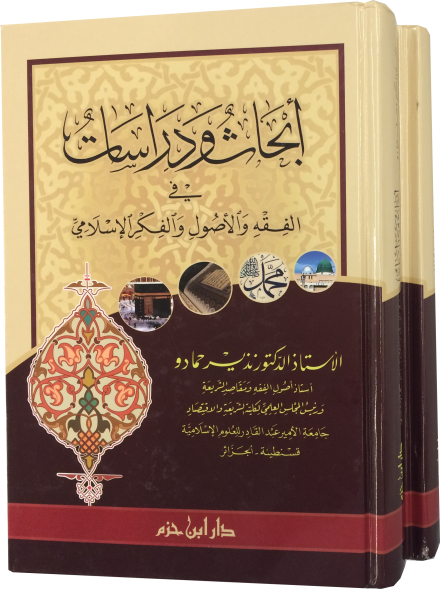 أبحاث ودراسات
في
الفقه والأصول والفكر الإسلامي
محمد
الأستاذ الدكتور نذير حمادو
أستاذ أصول الفقه ومقاصد الشريعة
ورئيس المجلس العلمي لكلية الشريعة والاقتصاد
جامعة الأمير عبد القادر للعلوم الإسلامية
قسنطينة - الجزائر
دار ابن حزم